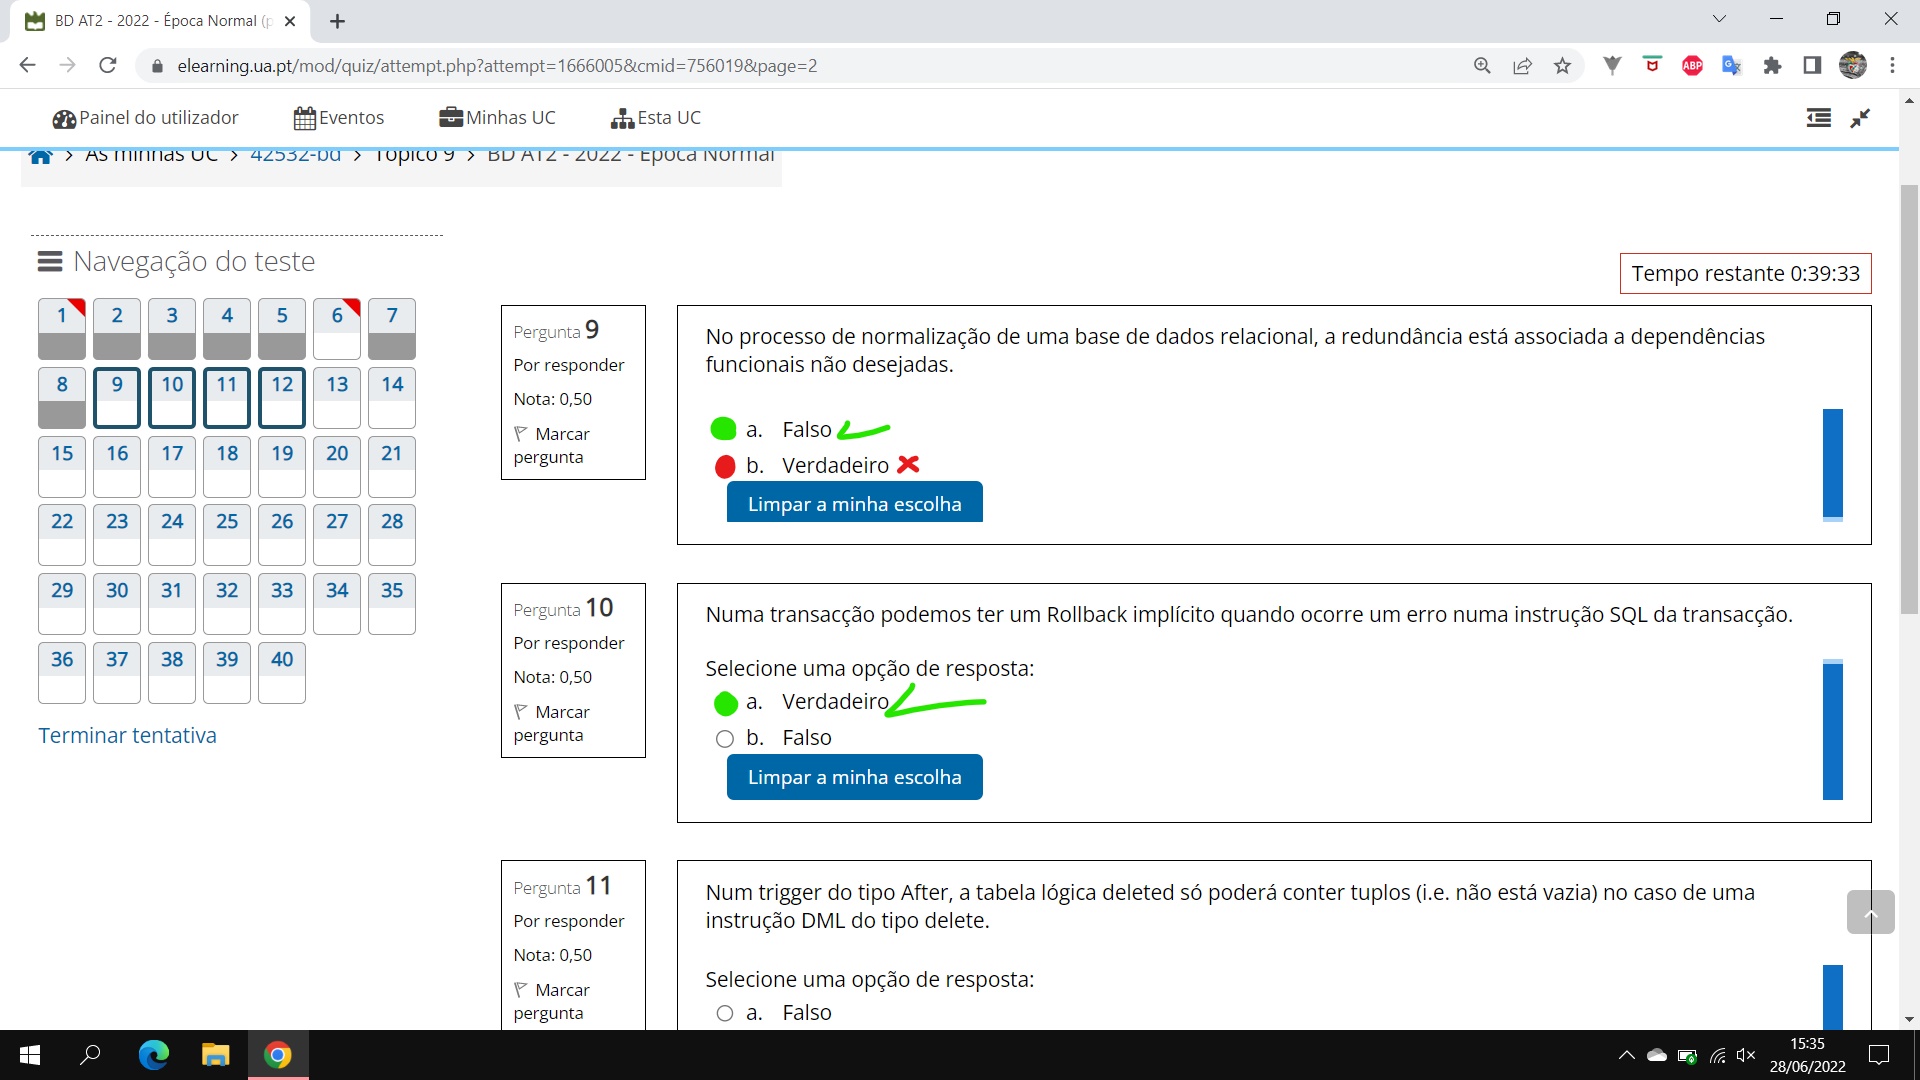 BD AT2 - 2022 - Época Normal (p
elearning.ua.pt/mod/quiz/attempt.php?attempt=1666005&cmid=756019&page=2
ABP
Painel do utilizador
Eventos
Minhas UC
Esta UC
> As minhas UC > 42532-bd > Tópico 9 > BD AT2 - 2022 - Época Normal
Navegação do teste
1 2 3 4 5 6 7
8 9 10 11 12 13 14
15 16 17 18 19 20 21
22 23 24 25 26 27 28
29 30 31 32 33 34 35
36 37 38 39 40
Terminar tentativa
Tempo restante 0:39:33
Pergunta 9
Por responder
Nota: 0,50
Marcar
pergunta
No processo de normalização de uma base de dados relacional, a redundância está associada a dependências
funcionais não desejadas.
a. Falso
b. Verdadeiro
Limpar a minha escolha
Pergunta 10
Por responder
Nota: 0,50
Marcar
pergunta
Numa transacção podemos ter um Rollback implícito quando ocorre um erro numa instrução SQL da transacção.
Selecione uma opção de resposta:
a. Verdadeiro
b. Falso
Limpar a minha escolha
Pergunta 11
Por responder
Nota: 0,50
Marcar
pergunta
Num trigger do tipo After, a tabela lógica deleted só poderá conter tuplos (i.e. não está vazia) no caso de uma
instrução DML do tipo delete.
Selecione uma opção de resposta:
a. Falso
15:35
28/06/2022